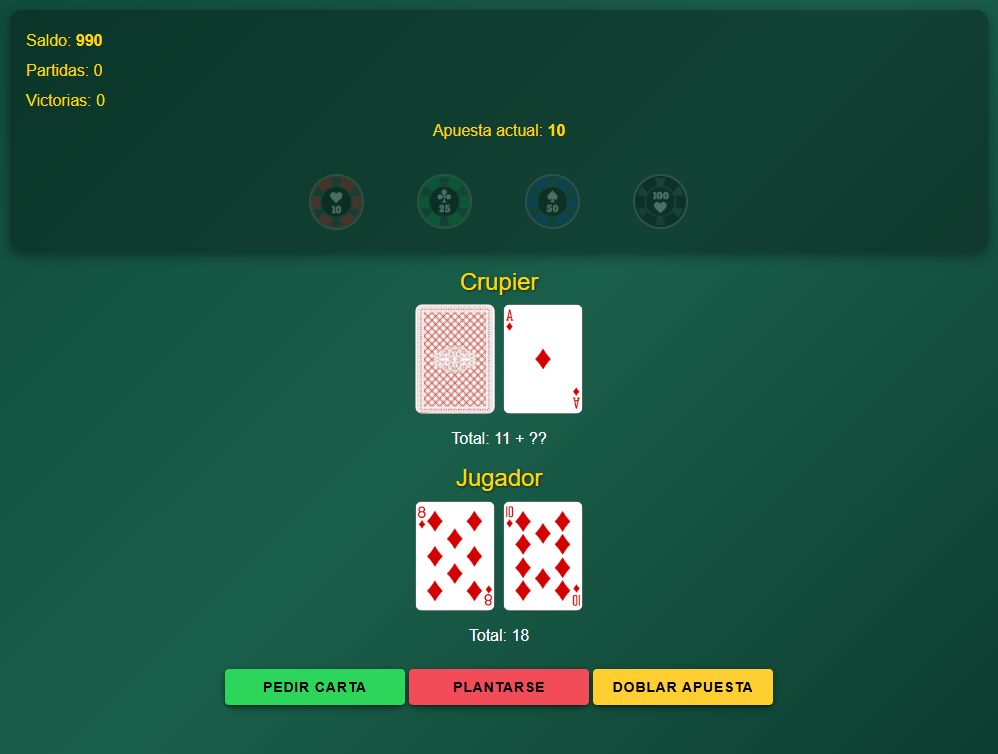 Saldo: 990
Partidas: 0
Victorias: 0
Apuesta actual: 10
10
25
50
100
Crupier
A
A
Total: 11 + ??
Jugador
8
8
10
10
Total: 18
PEDIR CARTA
PLANTARSE
DOBLAR APUESTA